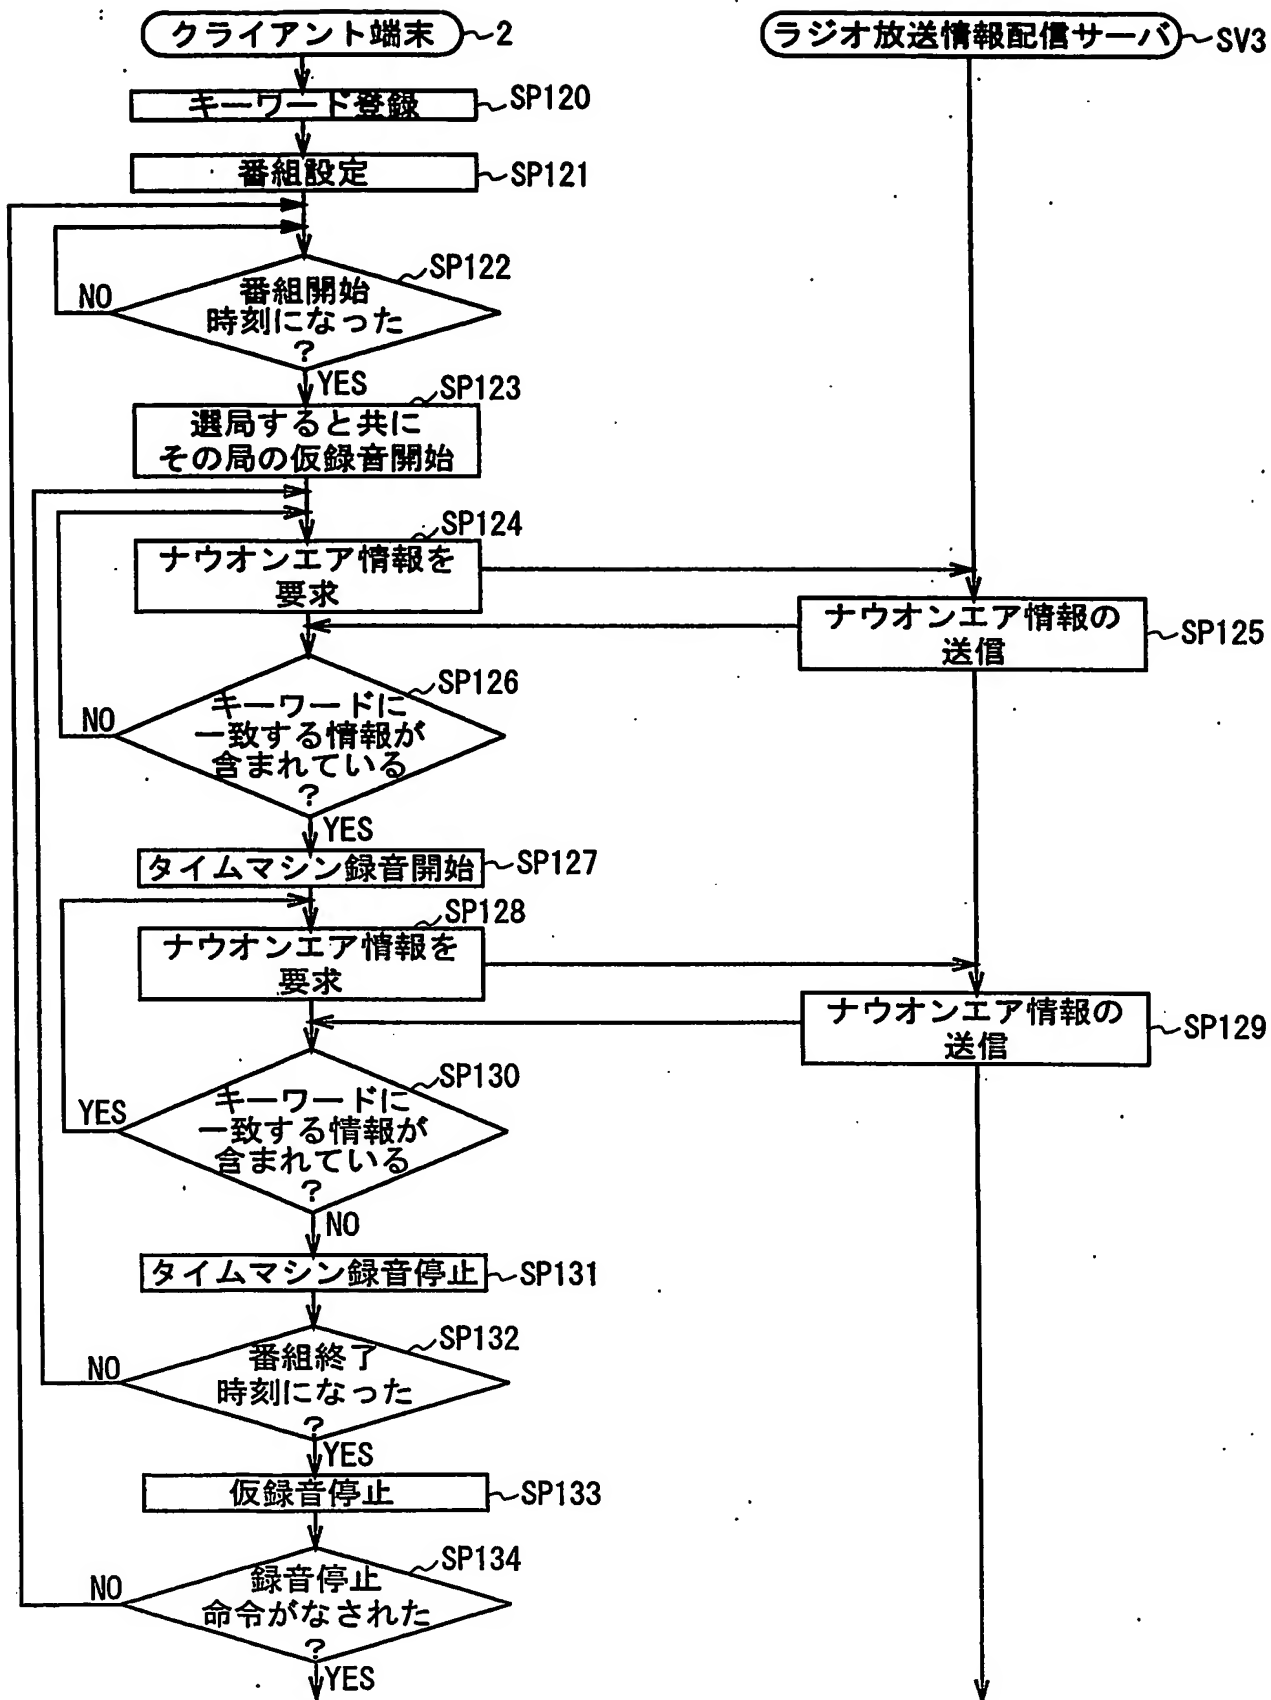 クライアント端末 2
ラジオ放送情報配信サーバ SV3
キーワード登録 SP120
番組設定 SP121
SP122
番組開始
時刻になった
?
NO
YES
SP123
選局すると共に
その局の仮録音開始
SP124
ナウオンエア情報を
要求
ナウオンエア情報の
送信
SP125
SP126
キーワードに
一致する情報が
含まれている
?
NO
YES
タイムマシン録音開始 SP127
SP128
ナウオンエア情報を
要求
ナウオンエア情報の
送信
SP129
SP130
キーワードに
一致する情報が
含まれている
?
YES
NO
タイムマシン録音停止 SP131
SP132
番組終了
時刻になった
?
NO
YES
仮録音停止 SP133
SP134
録音停止
命令がなされた
?
NO
YES